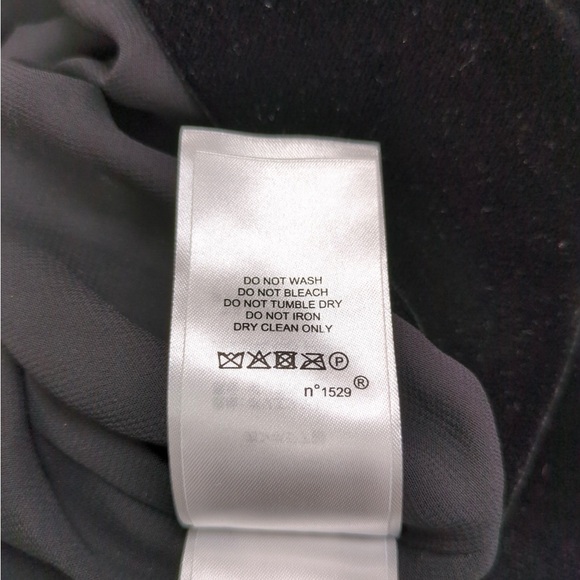 DO NOT WASH
DO NOT BLEACH
DO NOT TUMBLE DRY
DO NOT IRON
DRY CLEAN ONLY
P
n°1529®